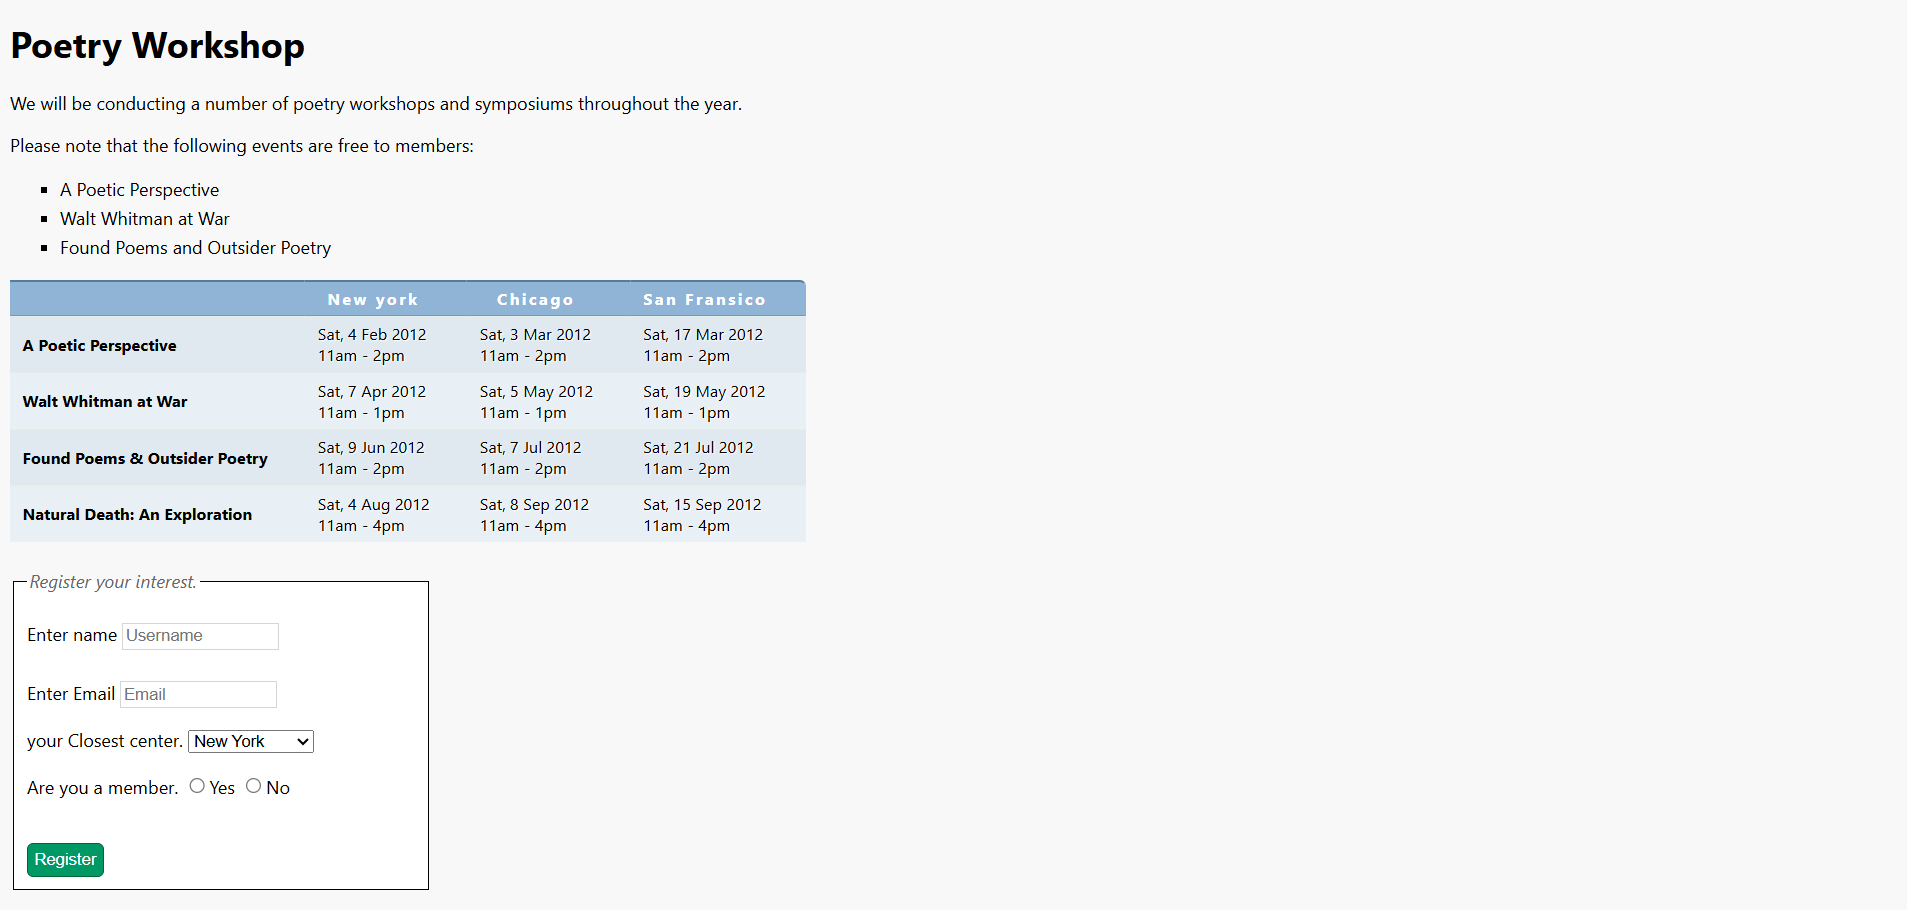 Poetry Workshop
We will be conducting a number of poetry workshops and symposiums throughout the year.
Please note that the following events are free to members:
A Poetic Perspective
Walt Whitman at War
Found Poems and Outsider Poetry
New york Chicago San Fransico
A Poetic Perspective
Sat, 4 Feb 2012 Sat, 3 Mar 2012 Sat, 17 Mar 2012
11am - 2pm 11am - 2pm 11am - 2pm
Walt Whitman at War
Sat, 7 Apr 2012 Sat, 5 May 2012 Sat, 19 May 2012
11am - 1pm 11am - 1pm 11am - 1pm
Found Poems & Outsider Poetry
Sat, 9 Jun 2012 Sat, 7 Jul 2012 Sat, 21 Jul 2012
11am - 2pm 11am - 2pm 11am - 2pm
Natural Death: An Exploration
Sat, 4 Aug 2012 Sat, 8 Sep 2012 Sat, 15 Sep 2012
11am - 4pm 11am - 4pm 11am - 4pm
Register your interest.
Enter name Username
Enter Email Email
your Closest center. New York
Are you a member. Yes No
Register